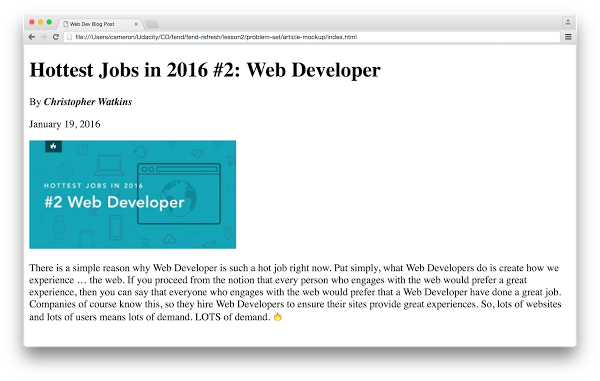 Web Dev Blog Post
file:///Users/cameron/Udacity/CD/fend/fend-refresh/lesson2/problem-set/article-mockup/index.html
Hottest Jobs in 2016 #2: Web Developer
By Christopher Watkins
January 19, 2016
HOTTEST JOBS IN 2016
#2 Web Developer
There is a simple reason why Web Developer is such a hot job right now. Put simply, what Web Developers do is create how we
experience … the web. If you proceed from the notion that every person who engages with the web would prefer a great
experience, then you can say that everyone who engages with the web would prefer that a Web Developer have done a great job.
Companies of course know this, so they hire Web Developers to ensure their sites provide great experiences. So, lots of websites
and lots of users means lots of demand. LOTS of demand. 🔥